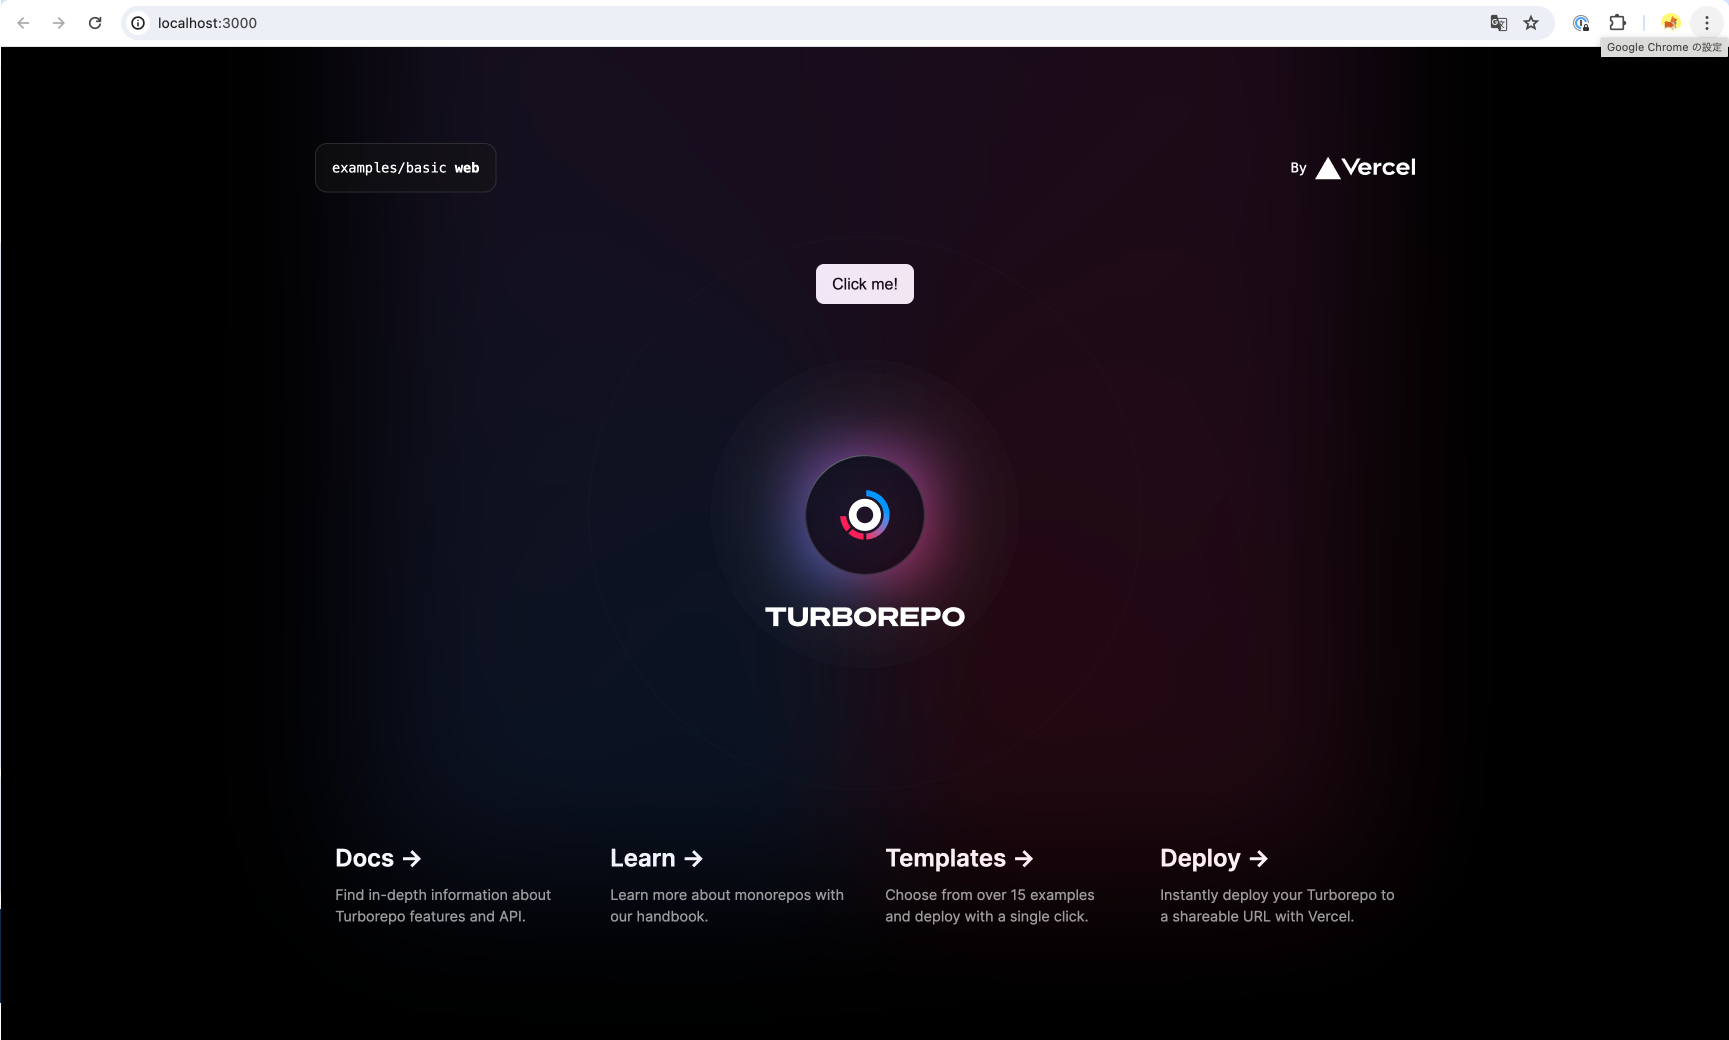 localhost:3000
Google Chrome の設定
examples/basic web
By Vercel
Click me!
TURBOREPO
Docs →
Find in-depth information about
Turborepo features and API.
Learn →
Learn more about monorepos with
our handbook.
Templates →
Choose from over 15 examples
and deploy with a single click.
Deploy →
Instantly deploy your Turborepo to
a shareable URL with Vercel.